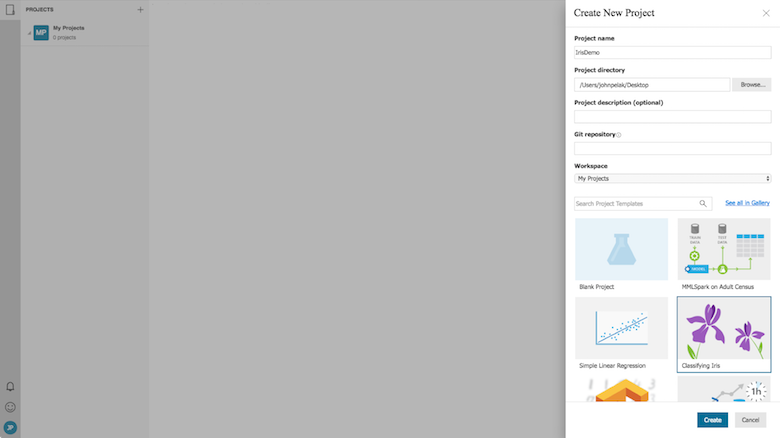 PROJECTS
+
MP
My Projects
0 projects
Create New Project
Project name
IrisDemo
Project directory
/Users/johnpelak/Desktop
Browse...
Project description (optional)
Git repository
Workspace
My Projects
Search Project Templates
See all in Gallery
Blank Project
TRAIN DATA
TEST DATA
MODEL
MMLSpark on Adult Census
Simple Linear Regression
Classifying Iris
1h
Create
Cancel